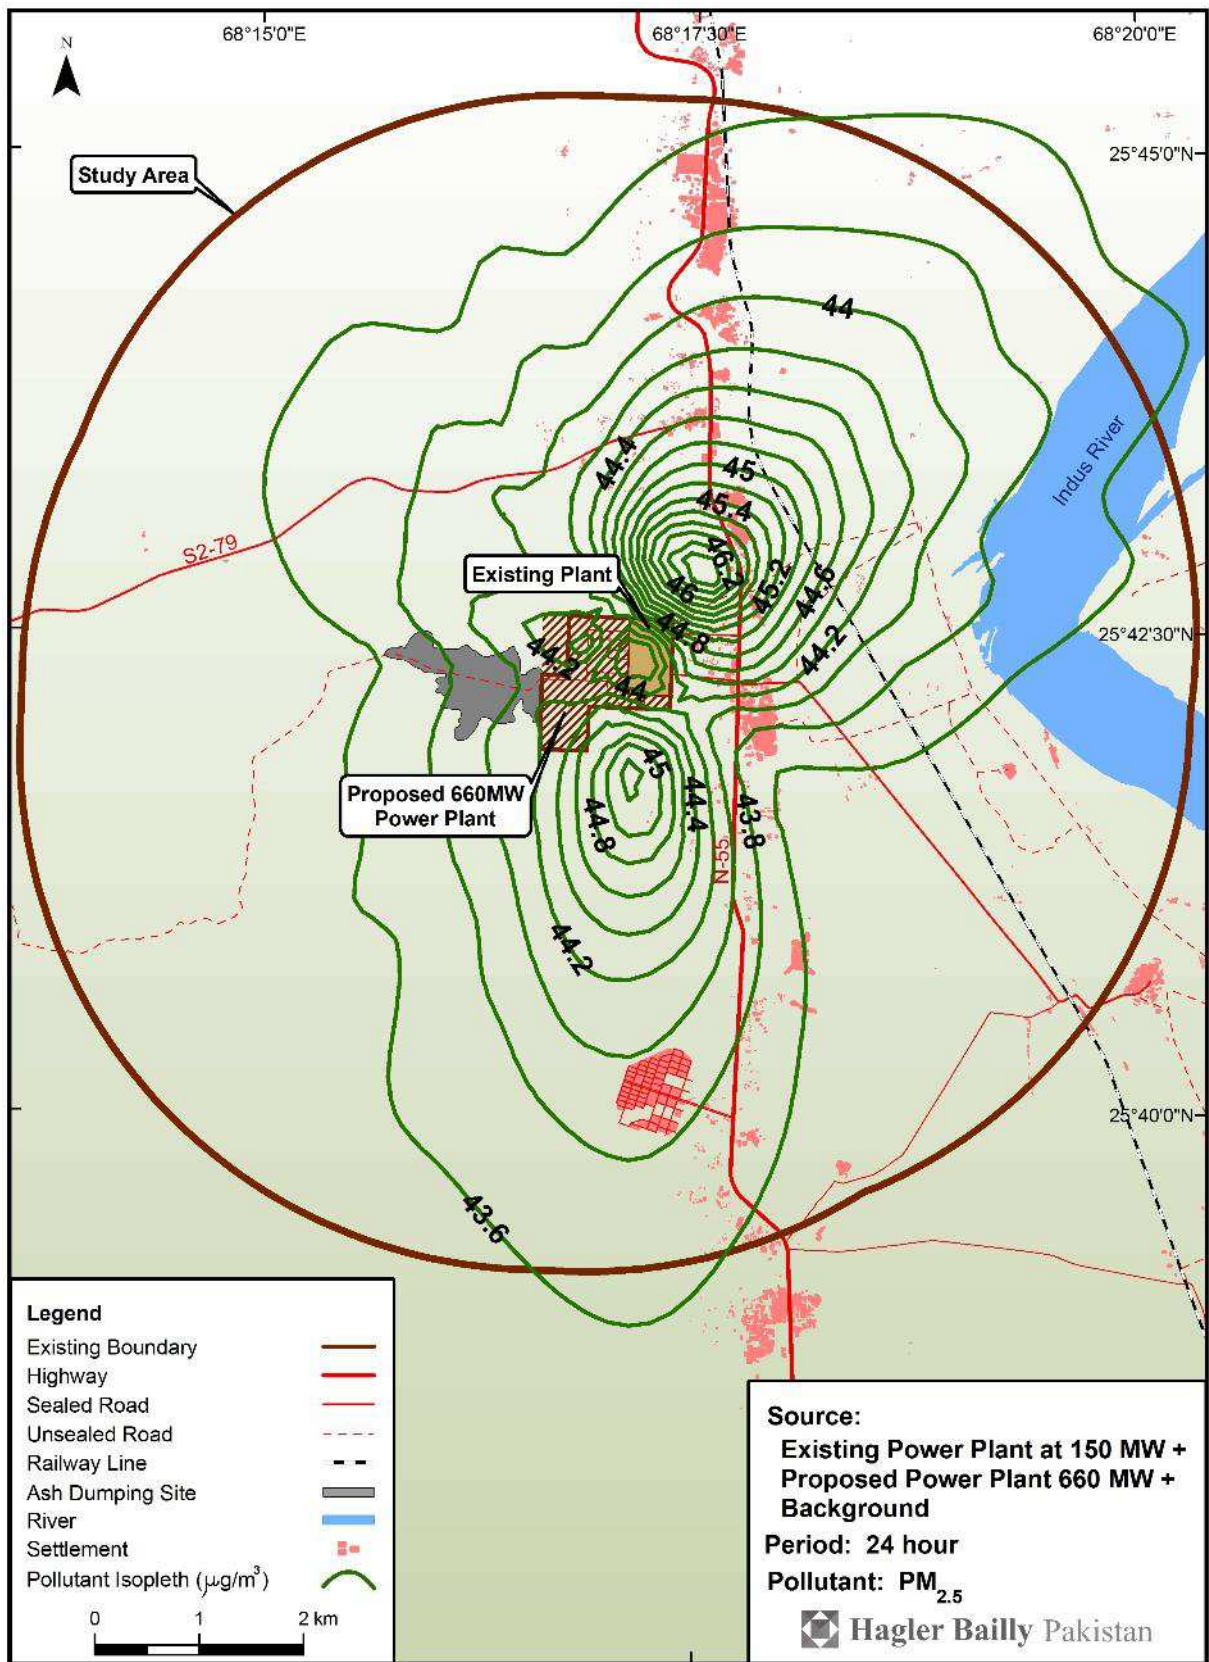 68°15'0"E
68°17'30"E
68°20'0"E
N
25°45'0"N
Study Area
44
44.4
45
45.4
Indus River
S2-79
46.2
Existing Plant
46
45.2
44.6
44.8
44.2
25°42'30"N
44.2
44
45
Proposed 660MW
Power Plant
44.8
44.4
43.8
N-55
44.2
25°40'0"N
43.6
Legend
Existing Boundary
Highway
Sealed Road
Unsealed Road
Railway Line
Ash Dumping Site
River
Settlement
Pollutant Isopleth (µg/m³)
0 1 2 km
Source:
Existing Power Plant at 150 MW +
Proposed Power Plant 660 MW +
Background
Period: 24 hour
Pollutant: PM2.5
Hagler Bailly Pakistan